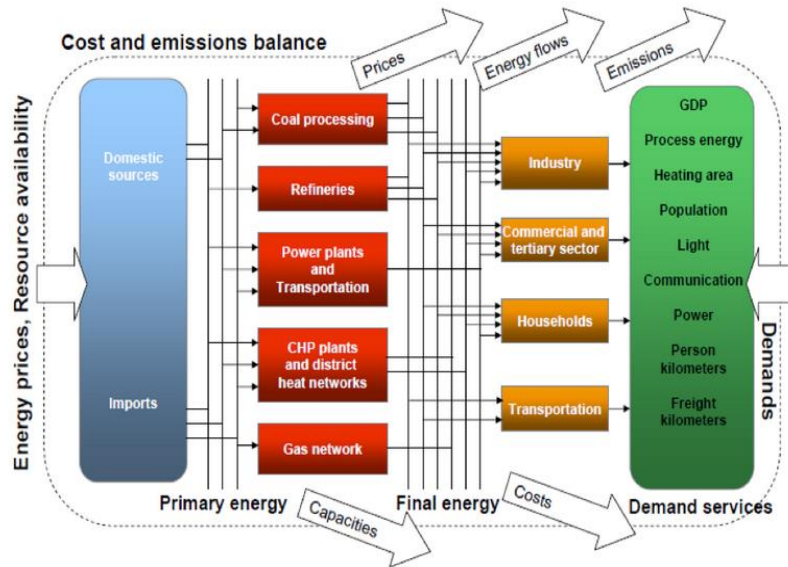 Cost and emissions balance
Prices
Energy flows
Emissions
Energy prices, Resource availability
Domestic
sources
Imports
Coal processing
Refineries
Power plants
and
Transportation
CHP plants
and district
heat networks
Gas network
Industry
Commercial and
tertiary sector
Households
Transportation
GDP
Process energy
Heating area
Population
Light
Communication
Power
Person
kilometers
Freight
kilometers
Demands
Primary energy
Capacities
Final energy
Costs
Demand services